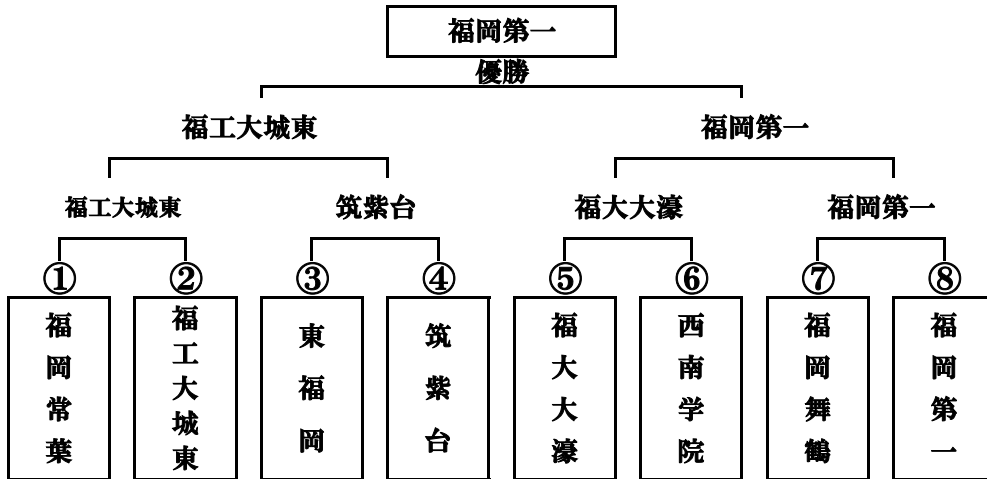 福岡第一
優勝
福工大城東 福岡第一
福工大城東 筑紫台 福大大濠 福岡第一
① ② ③ ④ ⑤ ⑥ ⑦ ⑧
福岡常葉
福工大城東
東福岡
筑紫台
福大大濠
西南学院
福岡舞鶴
福岡第一